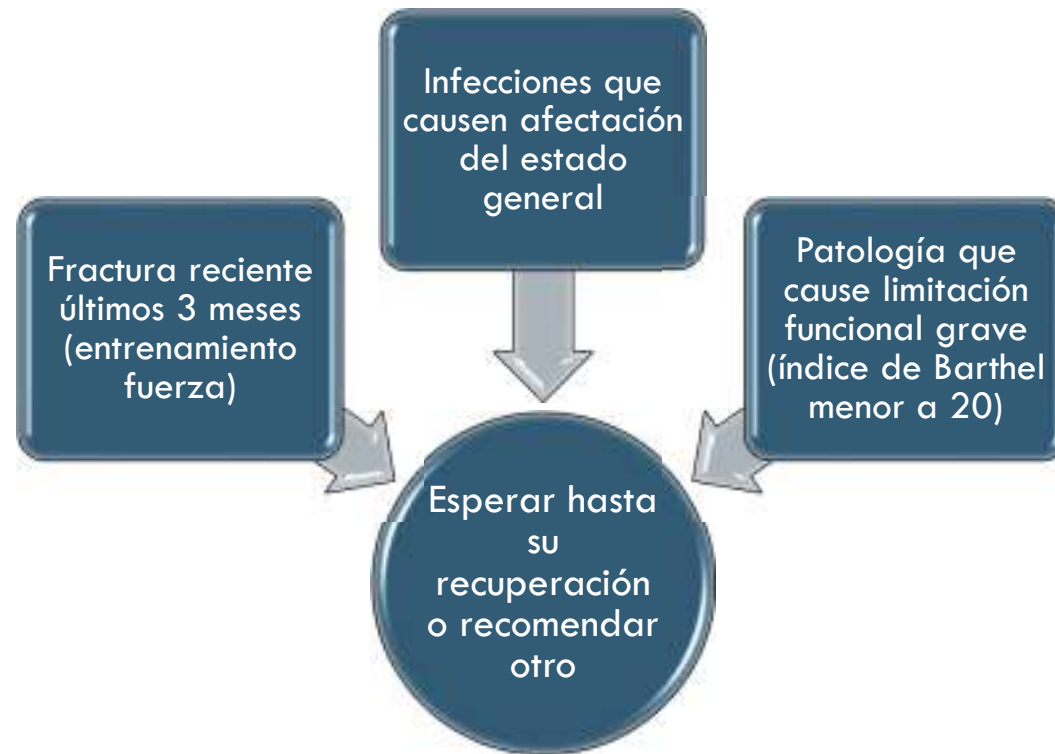 Infecciones que
causen afectación
del estado
general
Fractura reciente
últimos 3 meses
(entrenamiento
fuerza)
Patología que
cause limitación
funcional grave
(índice de Barthel
menor a 20)
Esperar hasta
su
recuperación
o recomendar
otro